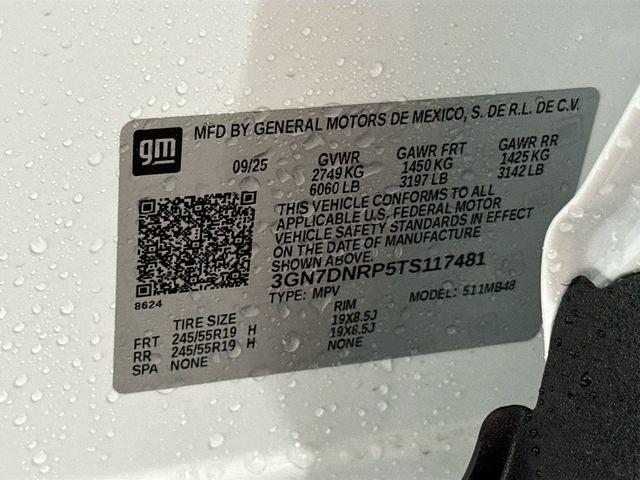 gm
MFD BY GENERAL MOTORS DE MEXICO, S. DE R.L. DE C.V.
09/25 GVWR GAWR FRT GAWR RR
2749 KG 1450 KG 1425 KG
6060 LB 3197 LB 3142 LB
THIS VEHICLE CONFORMS TO ALL
APPLICABLE U.S. FEDERAL MOTOR
VEHICLE SAFETY STANDARDS IN EFFECT
ON THE DATE OF MANUFACTURE
SHOWN ABOVE.
3GN7DNRP5TS117481
8624
TYPE: MPV MODEL: 511MB48
TIRE SIZE RIM
FRT 245/55R19 H 19X8.5J
RR 245/55R19 H 19X8.5J
SPA NONE NONE